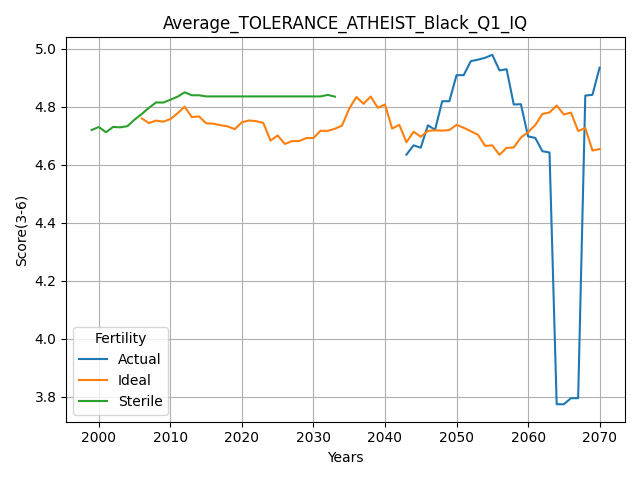 Average_TOLERANCE_ATHEIST_Black_Q1_IQ
5.0
4.8
4.6
4.4
4.2
4.0
3.8
Score(3-6)
Fertility
Actual
Ideal
Sterile
2000 2010 2020 2030 2040 2050 2060 2070
Years